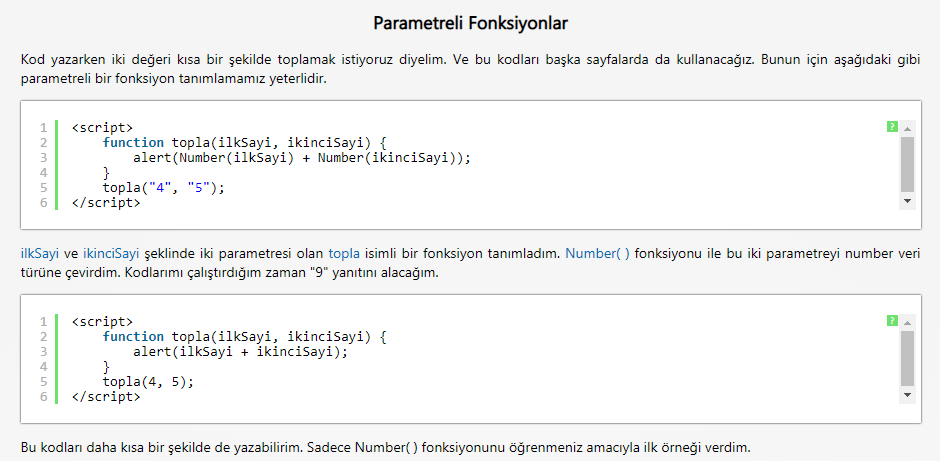 Parametreli Fonksiyonlar
Kod yazarken iki değeri kısa bir şekilde toplamak istiyoruz diyelim. Ve bu kodları başka sayfalarda da kullanacağız. Bunun için aşağıdaki gibi
parametreli bir fonksiyon tanımlamamız yeterlidir.
1 <script>
2     function topla(ilkSayi, ikinciSayi) {
3         alert(Number(ilkSayi) + Number(ikinciSayi));
4     }
5     topla("4", "5");
6 </script>
?
ilkSayi ve ikinciSayi şeklinde iki parametresi olan topla isimli bir fonksiyon tanımladım. Number( ) fonksiyonu ile bu iki parametreyi number veri
türüne çevirdim. Kodlarımı çalıştırdığım zaman "9" yanıtını alacağım.
1 <script>
2     function topla(ilkSayi, ikinciSayi) {
3         alert(ilkSayi + ikinciSayi);
4     }
5     topla(4, 5);
6 </script>
?
Bu kodları daha kısa bir şekilde de yazabilirim. Sadece Number( ) fonksiyonunu öğrenmeniz amacıyla ilk örneği verdim.